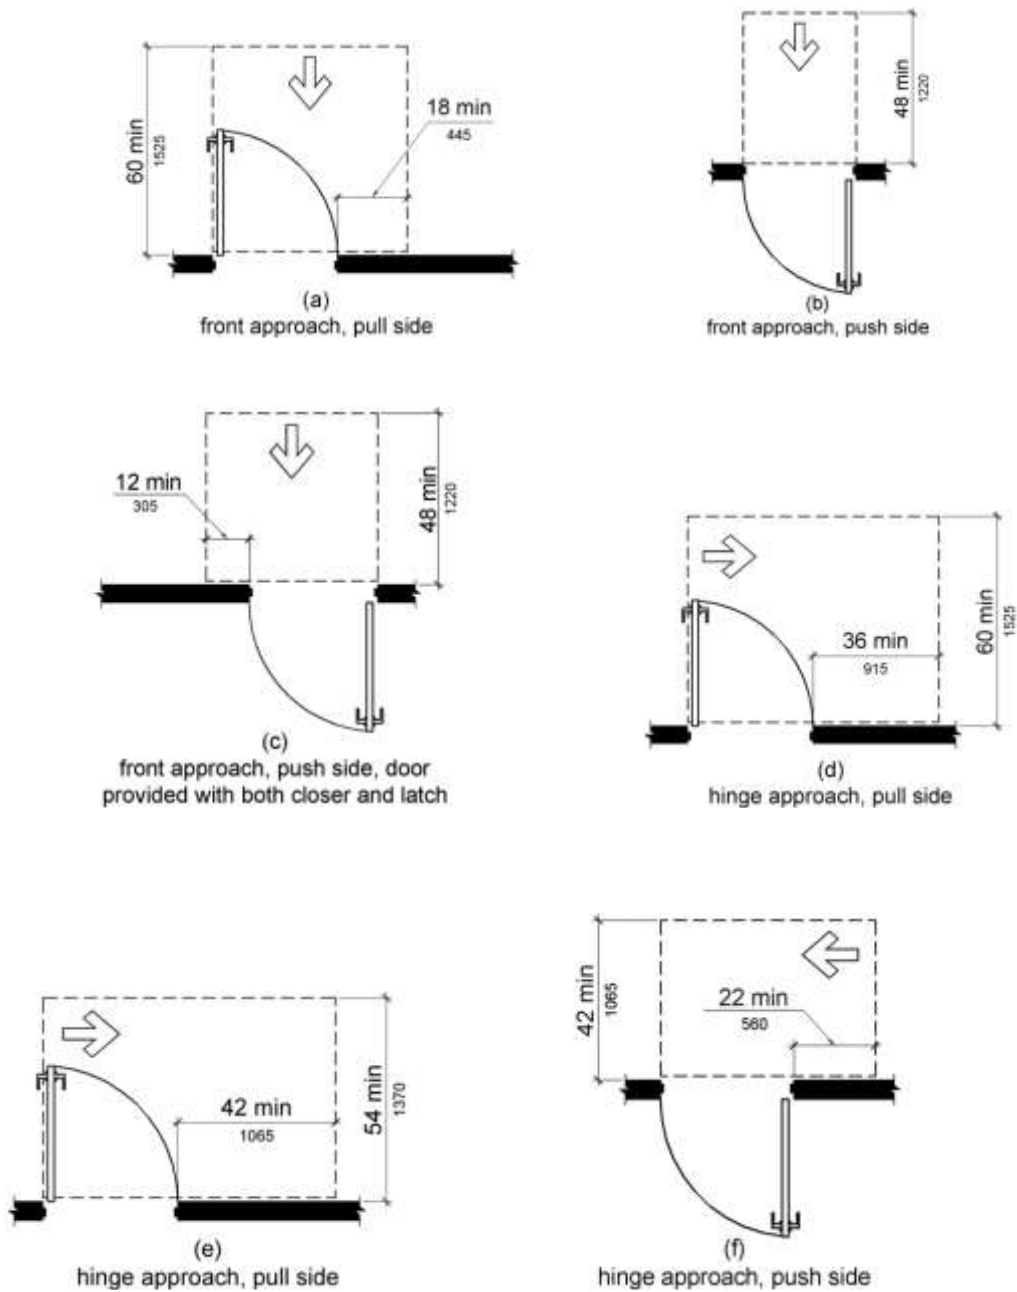 60 min
1525
18 min
445
(a)
front approach, pull side
48 min
1220
(b)
front approach, push side
12 min
305
48 min
1220
(c)
front approach, push side, door
provided with both closer and latch
36 min
915
60 min
1525
(d)
hinge approach, pull side
42 min
1065
54 min
1370
(e)
hinge approach, pull side
42 min
1065
22 min
560
(f)
hinge approach, push side